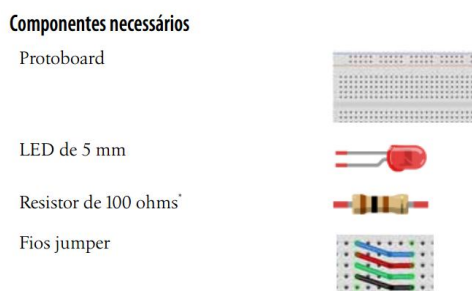 Componentes necessários
Protoboard
LED de 5 mm
Resistor de 100 ohms*
Fios jumper